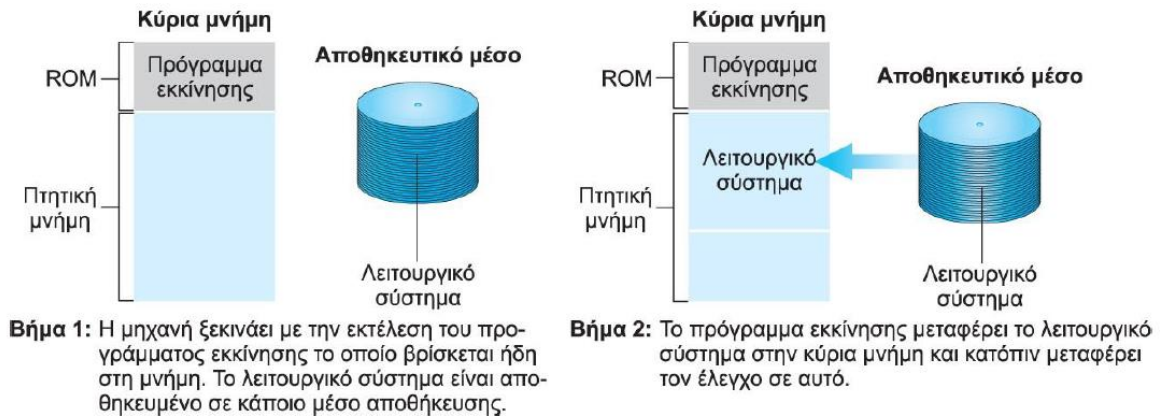 Κύρια μνήμη
ROM
Πρόγραμμα
εκκίνησης
Αποθηκευτικό μέσο
Πτητική
μνήμη
Λειτουργικό
σύστημα
Βήμα 1: Η μηχανή ξεκινάει με την εκτέλεση του προ-
γράμματος εκκίνησης το οποίο βρίσκεται ήδη
στη μνήμη. Το λειτουργικό σύστημα είναι απο-
θηκευμένο σε κάποιο μέσο αποθήκευσης.
Κύρια μνήμη
ROM
Πρόγραμμα
εκκίνησης
Αποθηκευτικό μέσο
Λειτουργικό
σύστημα
Πτητική
μνήμη
Λειτουργικό
σύστημα
Βήμα 2: Το πρόγραμμα εκκίνησης μεταφέρει το λειτουργικό
σύστημα στην κύρια μνήμη και κατόπιν μεταφέρει
τον έλεγχο σε αυτό.